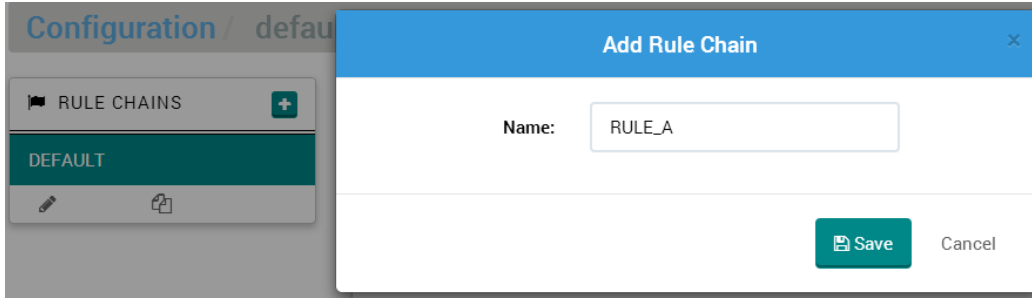 Configuration / defau
RULE CHAINS
DEFAULT
Add Rule Chain
×
Name: RULE_A
Save Cancel